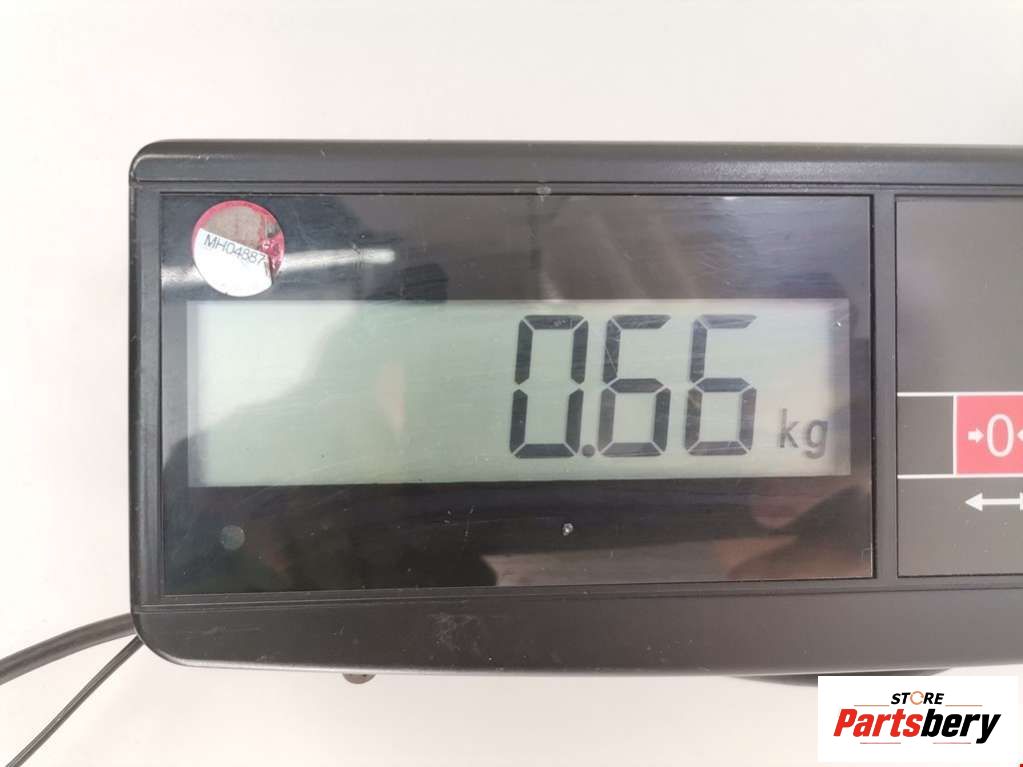 MH04887
0.66 kg
0
STORE
Partsbery